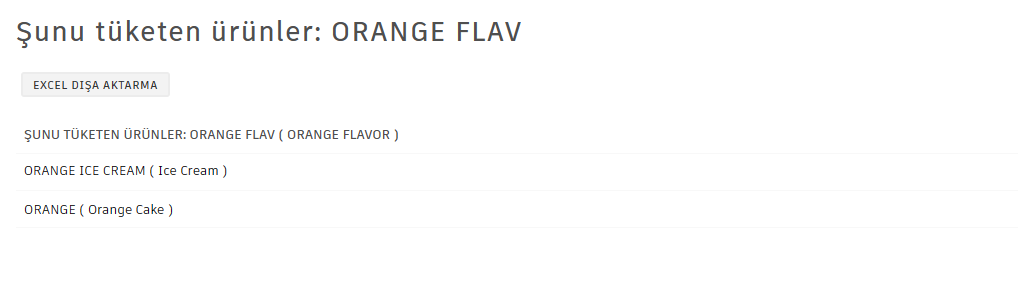 Şunu tüketen ürünler: ORANGE FLAV
EXCEL DIŞA AKTARMA
ŞUNU TÜKETEN ÜRÜNLER: ORANGE FLAV ( ORANGE FLAVOR )
ORANGE ICE CREAM ( Ice Cream )
ORANGE ( Orange Cake )